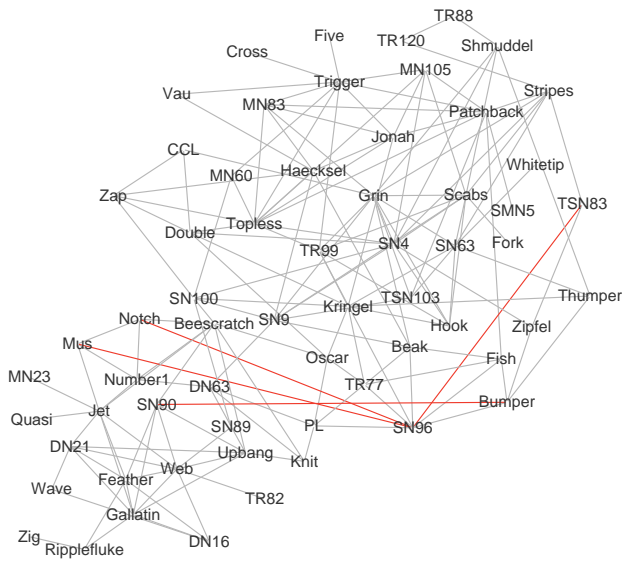 TR88
Five
TR120
Shmuddel
Cross
MN105
Trigger
Stripes
Vau
MN83
Patchback
Jonah
CCL
Haecksel
Whitetip
MN60
Zap
Grin
Scabs
TSN83
SMN5
Topless
Double
SN4
SN63
Fork
TR99
SN100
TSN103
Thumper
Notch
Beescratch
SN9
Kringel
Hook
Zipfel
Mus
Oscar
Beak
Fish
MN23
Number1
DN63
TR77
Jet
SN90
Bumper
Quasi
SN89
PL
SN96
DN21
Upbang
Web
Knit
Wave
Feather
TR82
Gallatin
Zig
Ripplefluke
DN16